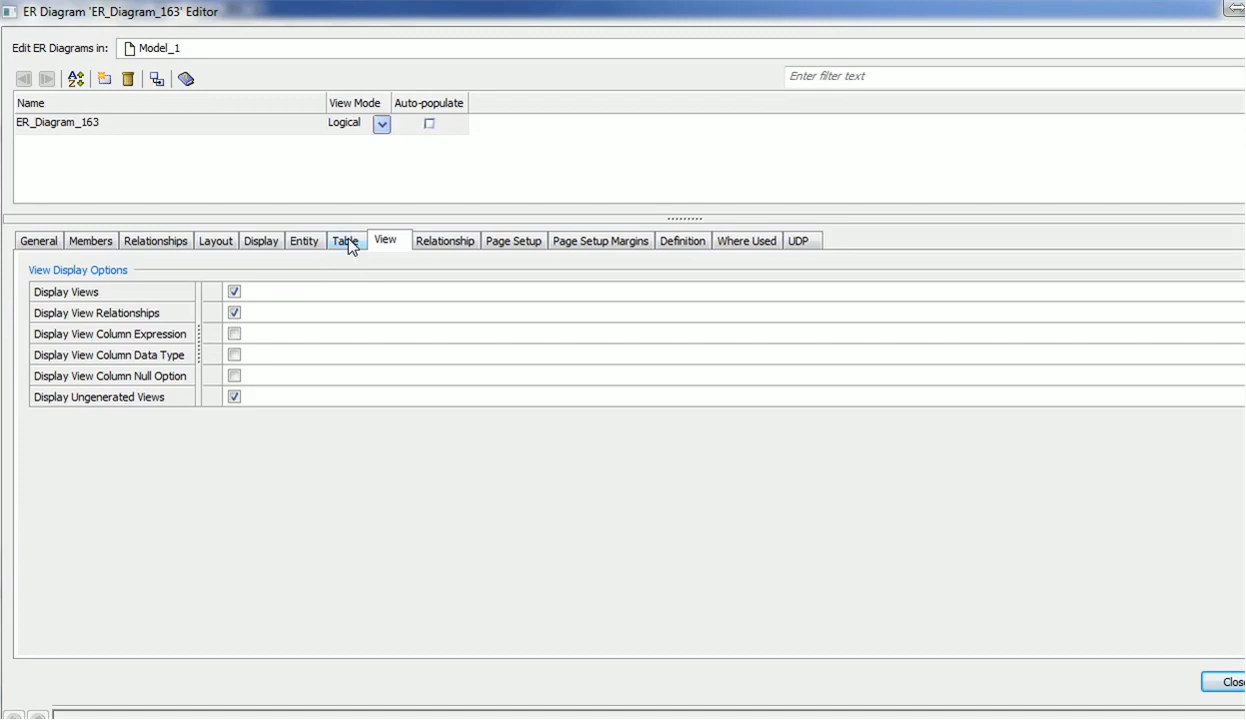 ER Diagram 'ER_Diagram_163' Editor
Edit ER Diagrams in: Model_1
Enter filter text
Name View Mode Auto-populate
ER_Diagram_163 Logical
General Members Relationships Layout Display Entity Table View Relationship Page Setup Page Setup Margins Definition Where Used UDP
View Display Options
Display Views
Display View Relationships
Display View Column Expression
Display View Column Data Type
Display View Column Null Option
Display Ungenerated Views
Close